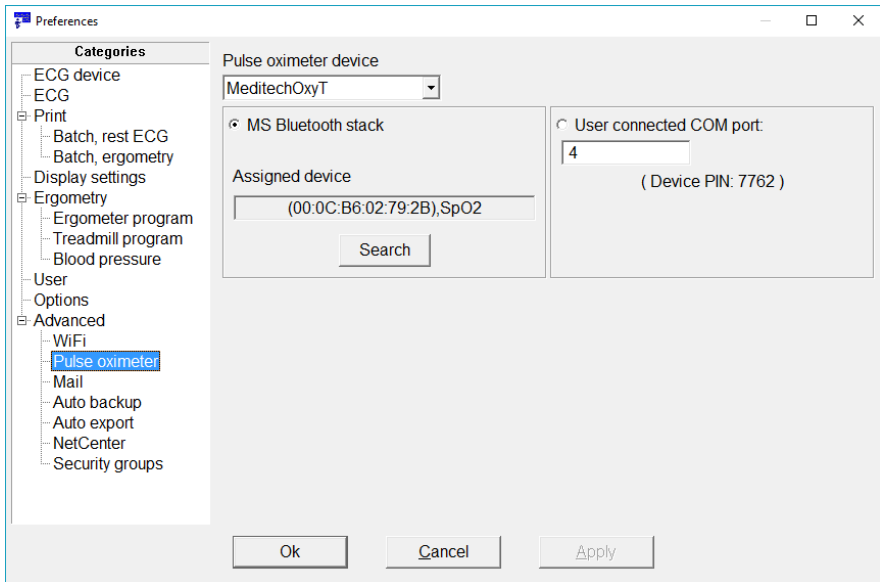 Preferences
Categories
ECG device
ECG
Print
Batch, rest ECG
Batch, ergometry
Display settings
Ergometry
Ergometer program
Treadmill program
Blood pressure
User
Options
Advanced
WiFi
Pulse oximeter
Mail
Auto backup
Auto export
NetCenter
Security groups
Pulse oximeter device
MeditechOxyT
MS Bluetooth stack
Assigned device
(00:0C:B6:02:79:2B),SpO2
Search
User connected COM port:
4
( Device PIN: 7762 )
Ok
Cancel
Apply